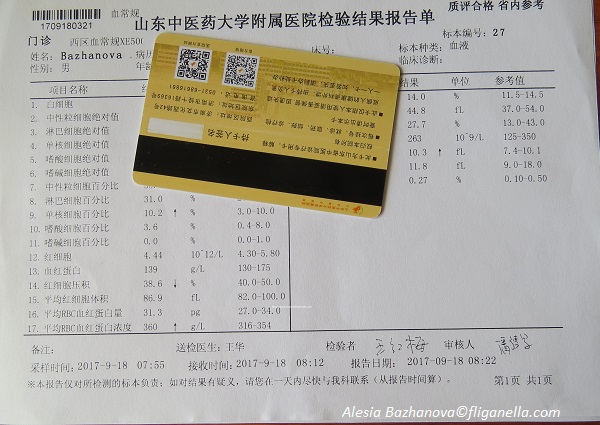 血常规
1709180321
山东中医药大学附属医院检验结果报告单
质评合格 省内参考
门诊 西区血常规XE500
标本编号：27
姓名：Bazhanova 病历
床号：
标本种类：血液
性别：男 年龄
临床诊断：
项目名称 结果 结果 单位 参考值
1. 白细胞 14.0 % 11.5-14.5
2. 中性粒细胞绝对值 44.8 fL 37.0-54.0
3. 淋巴细胞绝对值 27.7 % 13.0-43.0
4. 单核细胞绝对值 263 10^9/L 125-350
5. 嗜酸细胞绝对值 10.3 ↑ fL 7.4-10.1
6. 嗜碱细胞绝对值 11.8 fL 9.0-18.0
7. 中性粒细胞百分比 0.27 % 0.10-0.50
8. 淋巴细胞百分比 31.0
9. 单核细胞百分比 10.2 ↑ % 3.0-10.0
10. 嗜酸细胞百分比 3.6 % 0.4-8.0
11. 嗜碱细胞百分比 0.0 % 0.0-1.0
12. 红细胞 4.44 10^12/L 4.30-5.80
13. 血红蛋白 139 g/L 130-175
14. 红细胞压积 38.6 ↓ % 40.0-50.0
15. 平均红细胞体积 86.9 fL 82.0-100.0
16. 平均RBC血红蛋白量 31.3 pg 27.0-34.0
17. 平均RBC血红蛋白浓度 360 ↑ g/L 316-354
持卡人签名
备注：
送检医生：王华
检验者
审核人
采样时间：2017-9-18 07:55 接收时间：2017-9-18 08:12 报告日期：2017-09-18 08:22
※本报告仅对所检测的标本负责；如对结果有疑义，请您在一天内尽快与我科联系（从报告时间算）。
第1页 共1页
Alesia Bazhanova©fliganella.com